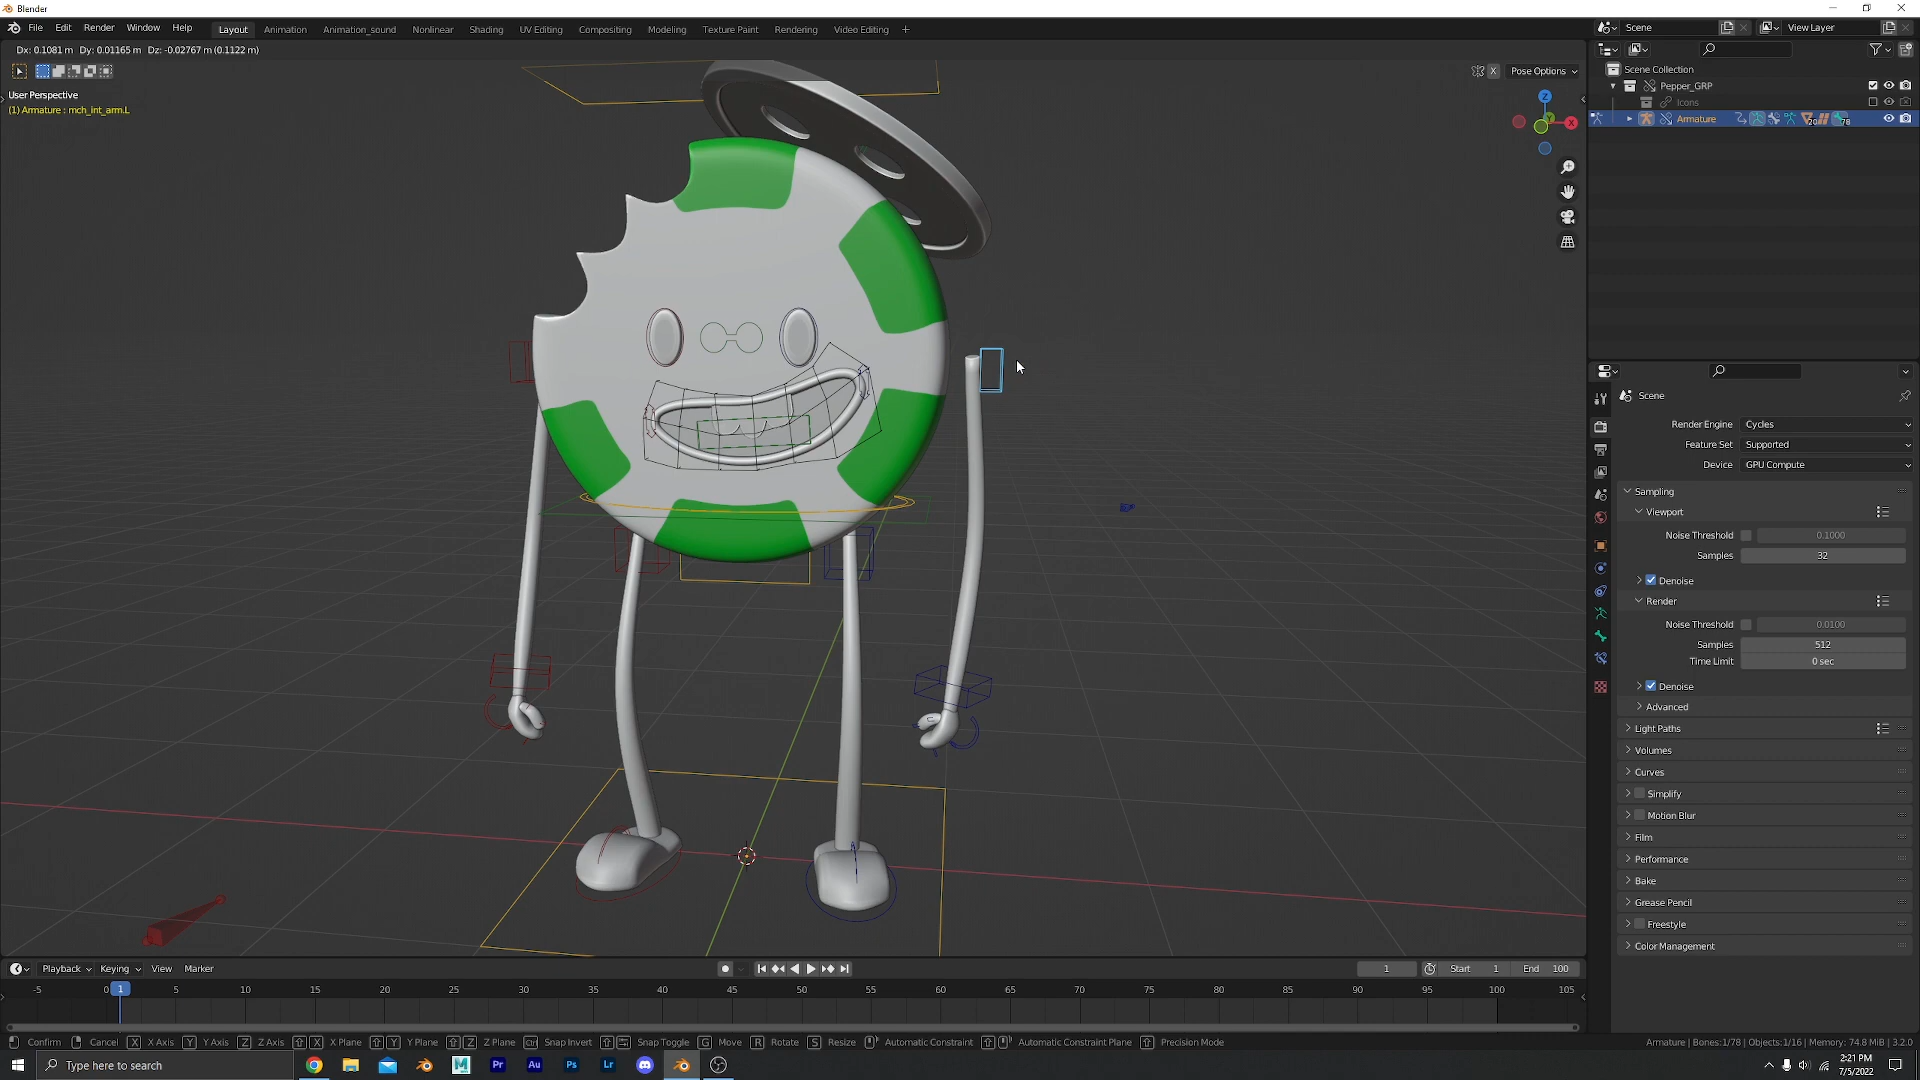 Blender
File Edit Render Window Help Layout Animation Animation_sound Nonlinear Shading UV Editing Compositing Modeling Texture Paint Rendering Video Editing + Scene View Layer
Dx: 0.1081 m Dy: 0.01165 m Dz: -0.02767 m (0.1122 m)
X Pose Options
User Perspective
(1) Armature : mch_int_arm.L
Z
Y
X
Scene Collection
Pepper_GRP
Icons
Armature 20 78
Scene
Render Engine Cycles
Feature Set Supported
Device GPU Compute
Sampling
Viewport
Noise Threshold 0.1000
Samples 32
Denoise
Render
Noise Threshold 0.0100
Samples 512
Time Limit 0 sec
Denoise
Advanced
Light Paths
Volumes
Curves
Simplify
Motion Blur
Film
Performance
Bake
Grease Pencil
Freestyle
Color Management
Playback Keying View Marker 1 Start 1 End 100
-5 0 1 5 10 15 20 25 30 35 40 45 50 55 60 65 70 75 80 85 90 95 100 105
Confirm Cancel X X Axis Y Y Axis Z Z Axis X X Plane Y Y Plane Z Z Plane Ctrl Snap Invert Snap Toggle G Move R Rotate S Resize Automatic Constraint Automatic Constraint Plane Precision Mode Armature | Bones:1/78 | Objects:1/16 | Memory: 74.8 MiB | 3.2.0
Type here to search M Pr Au Ps Lr 2:21 PM
7/5/2022